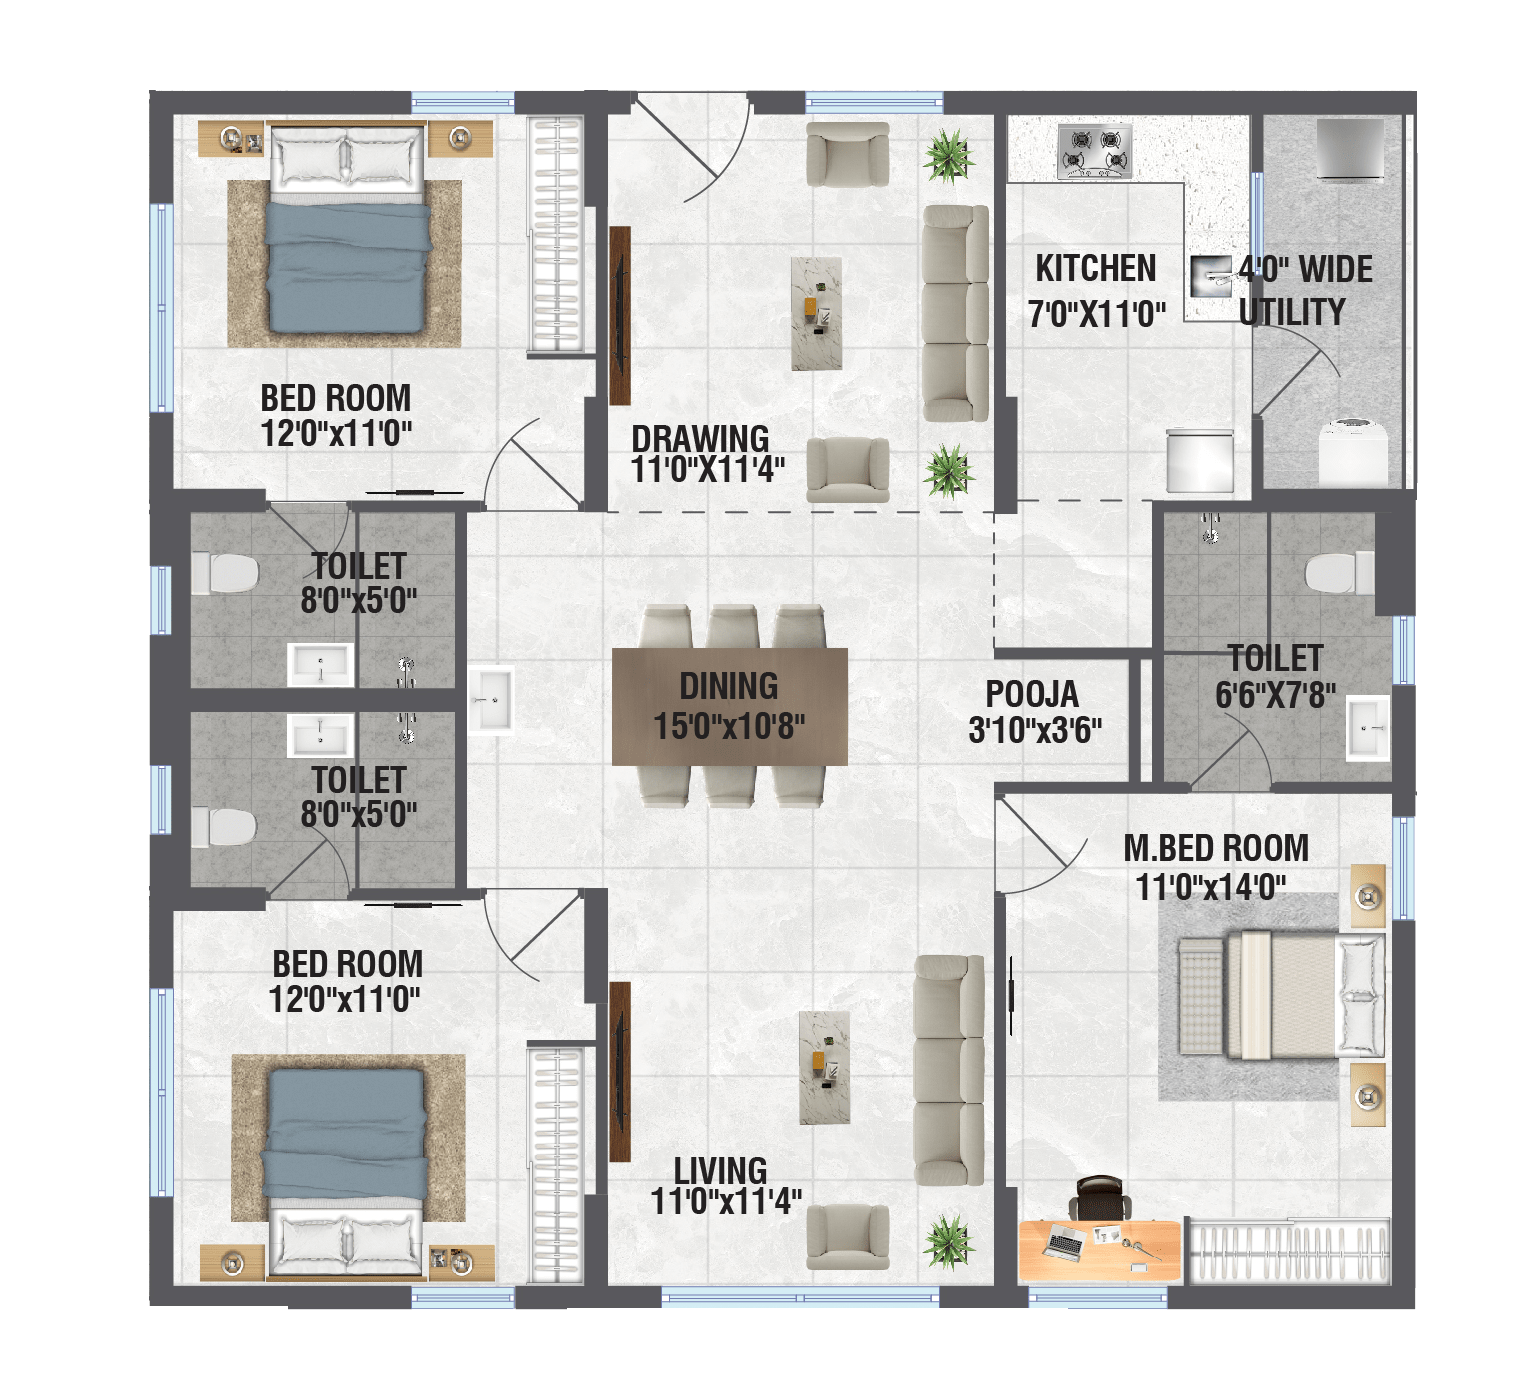 KITCHEN
7'0"X11'0"
4'0" WIDE
UTILITY
BED ROOM
12'0"x11'0"
DRAWING
11'0"X11'4"
TOILET
8'0"x5'0"
TOILET
6'6"X7'8"
DINING
15'0"x10'8"
POOJA
3'10"x3'6"
TOILET
8'0"x5'0"
M.BED ROOM
11'0"x14'0"
BED ROOM
12'0"x11'0"
LIVING
11'0"x11'4"